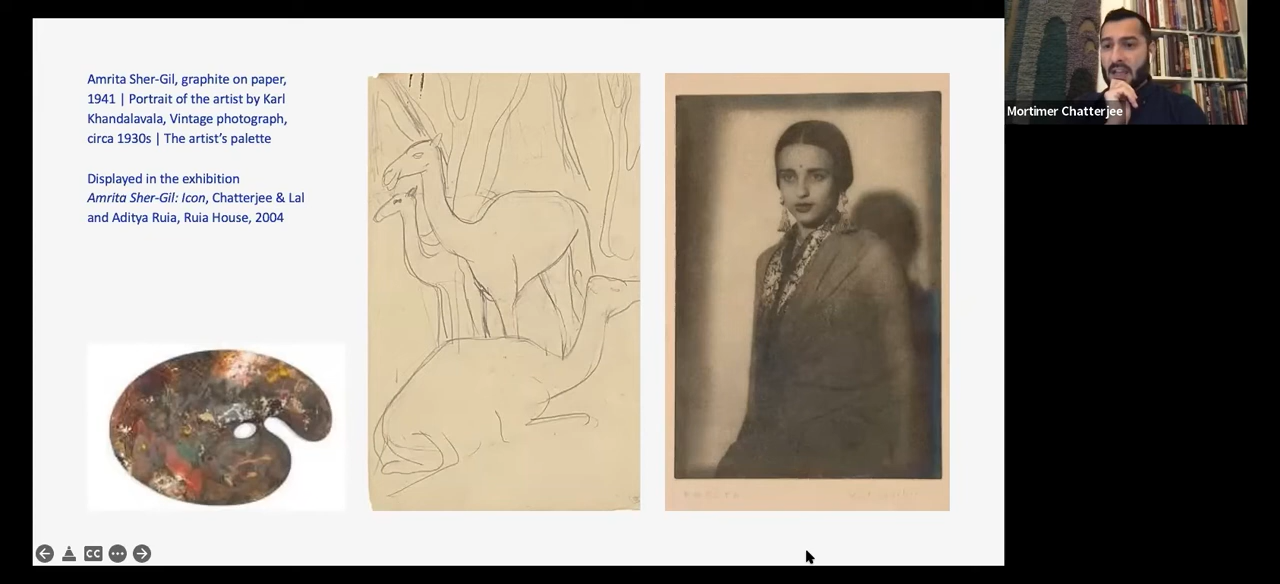 Amrita Sher-Gil, graphite on paper,
1941 | Portrait of the artist by Karl
Khandalavala, Vintage photograph,
circa 1930s | The artist's palette
Displayed in the exhibition
Amrita Sher-Gil: Icon, Chatterjee & Lal
and Aditya Ruia, Ruia House, 2004
Mortimer Chatterjee
CC